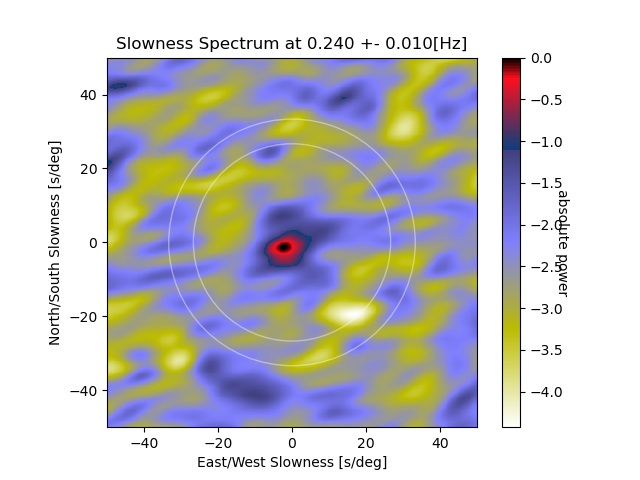 Slowness Spectrum at 0.240 +- 0.010[Hz]
North/South Slowness [s/deg]
40
20
0
−20
−40
−40 −20 0 20 40
East/West Slowness [s/deg]
0.0
−0.5
−1.0
−1.5
−2.0
−2.5
−3.0
−3.5
−4.0
absolute power